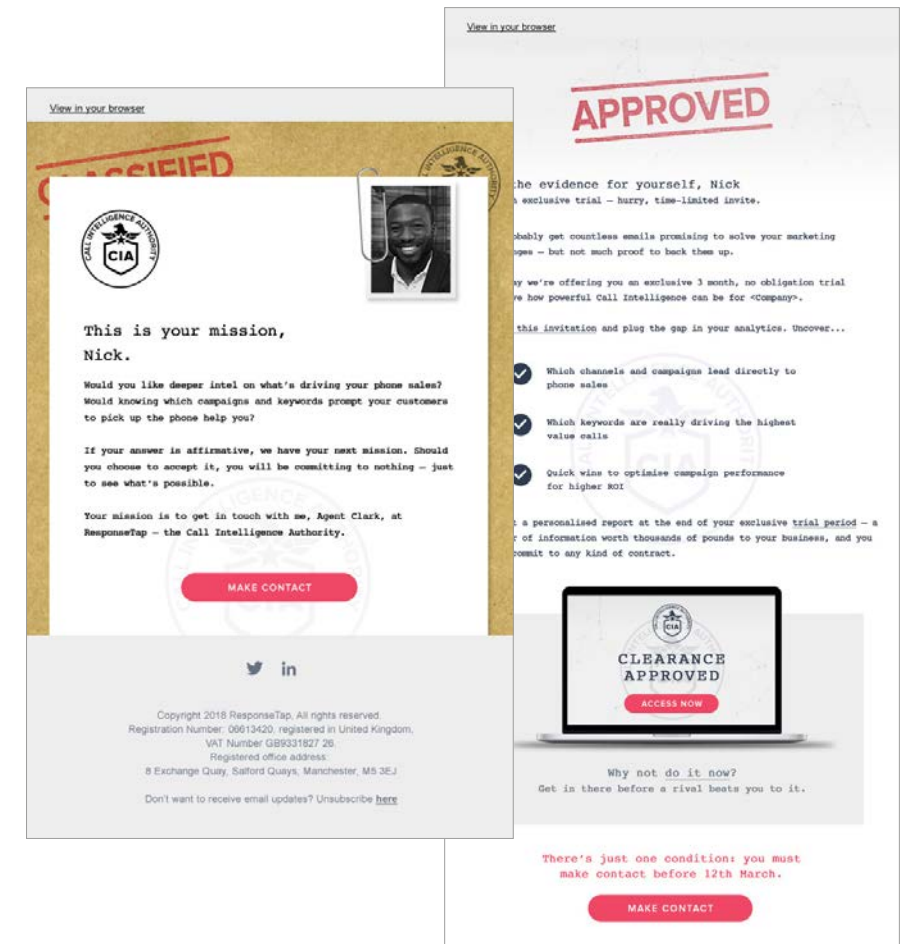 View in your browser
CLASSIFIED
CALL INTELLIGENCE AUTHORITY
CALL INTELLIGENCE AUTHORITY
CIA
This is your mission,
Nick.
Would you like deeper intel on what's driving your phone sales?
Would knowing which campaigns and keywords prompt your customers
to pick up the phone help you?
If your answer is affirmative, we have your next mission. Should
you choose to accept it, you will be committing to nothing – just
to see what's possible.
Your mission is to get in touch with me, Agent Clark, at
ResponseTap – the Call Intelligence Authority.
MAKE CONTACT
in
Copyright 2018 ResponseTap, All rights reserved.
Registration Number: 06613420, registered in United Kingdom,
VAT Number GB9331827 26.
Registered office address:
8 Exchange Quay, Salford Quays, Manchester, M5 3EJ
Don't want to receive email updates? Unsubscribe here
View in your browser
APPROVED
the evidence for yourself, Nick
exclusive trial – hurry, time-limited invite.
obably get countless emails promising to solve your marketing
nges – but not much proof to back them up.
ay we're offering you an exclusive 3 month, no obligation trial
ve how powerful Call Intelligence can be for <Company>.
this invitation and plug the gap in your analytics. Uncover...
Which channels and campaigns lead directly to
phone sales
Which keywords are really driving the highest
value calls
Quick wins to optimise campaign performance
for higher ROI
a personalised report at the end of your exclusive trial period – a
r of information worth thousands of pounds to your business, and you
commit to any kind of contract.
CIA
CLEARANCE
APPROVED
ACCESS NOW
Why not do it now?
Get in there before a rival beats you to it.
There's just one condition: you must
make contact before 12th March.
MAKE CONTACT